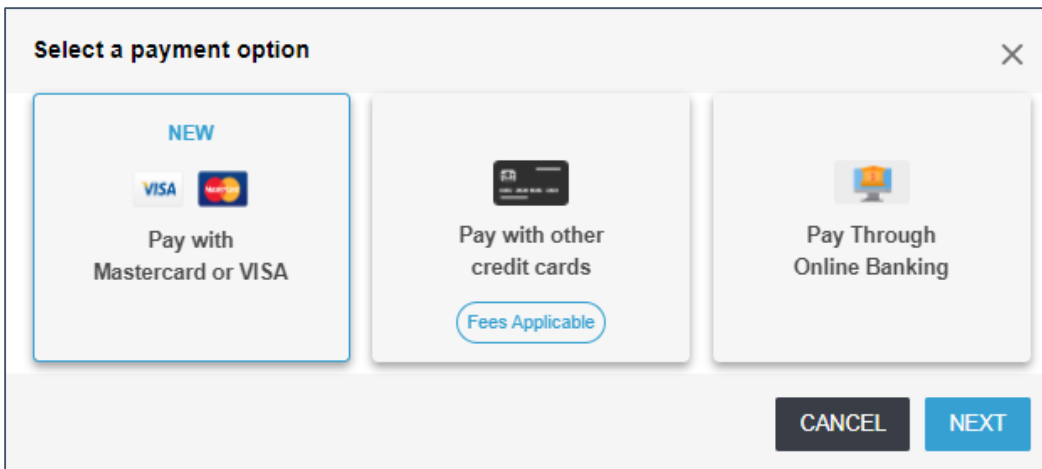 Select a payment option
NEW
VISA
MasterCard
Pay with
Mastercard or VISA
Pay with other
credit cards
Fees Applicable
Pay Through
Online Banking
CANCEL
NEXT